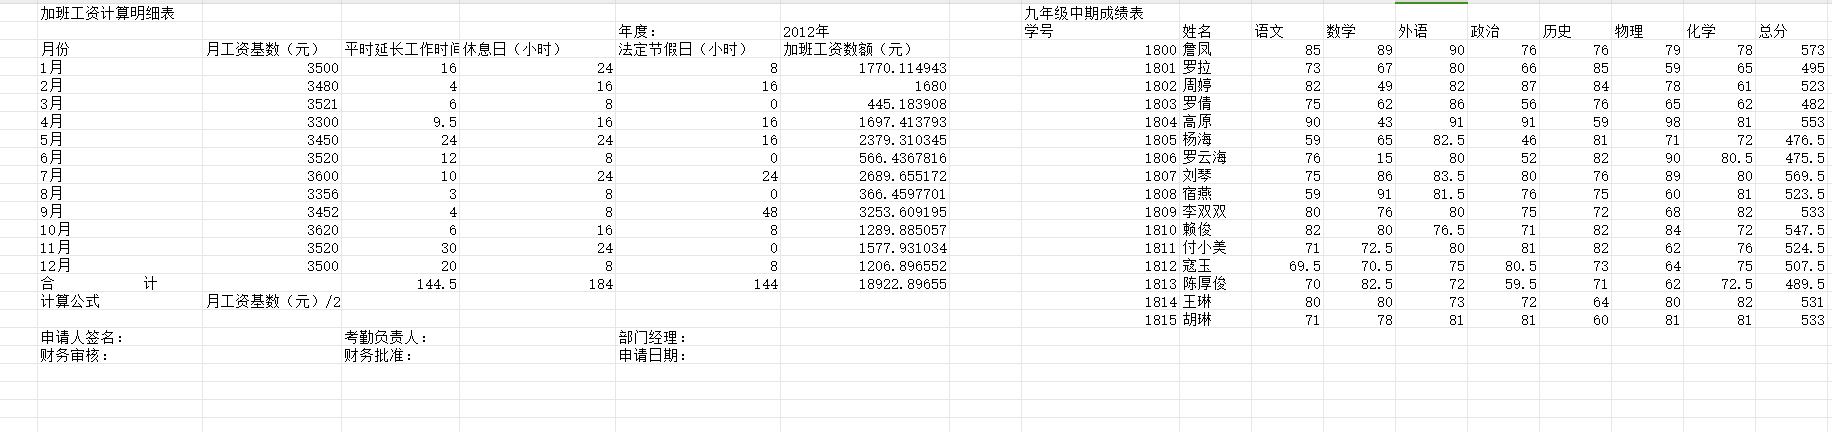 加班工资计算明细表
年度： 2012年
月份 月工资基数（元） 平时延长工作时间 休息日（小时） 法定节假日（小时） 加班工资数额（元）
1月 3500 16 24 8 1770.114943
2月 3480 4 16 16 1680
3月 3521 6 8 0 445.183908
4月 3300 9.5 16 16 1697.413793
5月 3450 24 24 16 2379.310345
6月 3520 12 8 0 566.4367816
7月 3600 10 24 24 2689.655172
8月 3356 3 8 0 366.4597701
9月 3452 4 8 48 3253.609195
10月 3620 6 16 8 1289.885057
11月 3520 30 24 0 1577.931034
12月 3500 20 8 8 1206.896552
合 计 144.5 184 144 18922.89655
计算公式 月工资基数（元）/2
申请人签名： 考勤负责人： 部门经理：
财务审核： 财务批准： 申请日期：
九年级中期成绩表
学号 姓名 语文 数学 外语 政治 历史 物理 化学 总分
1800 詹凤 85 89 90 76 76 79 78 573
1801 罗拉 73 67 80 66 85 59 65 495
1802 周婷 82 49 82 87 84 78 61 523
1803 罗倩 75 62 86 56 76 65 62 482
1804 高原 90 43 91 91 59 98 81 553
1805 杨海 59 65 82.5 46 81 71 72 476.5
1806 罗云海 76 15 80 52 82 90 80.5 475.5
1807 刘琴 75 86 83.5 80 76 89 80 569.5
1808 宿燕 59 91 81.5 76 75 60 81 523.5
1809 李双双 80 76 80 75 72 68 82 533
1810 赖俊 82 80 76.5 71 82 84 72 547.5
1811 付小美 71 72.5 80 81 82 62 76 524.5
1812 寇玉 69.5 70.5 75 80.5 73 64 75 507.5
1813 陈厚俊 70 82.5 72 59.5 71 62 72.5 489.5
1814 王琳 80 80 73 72 64 80 82 531
1815 胡琳 71 78 81 81 60 81 81 533